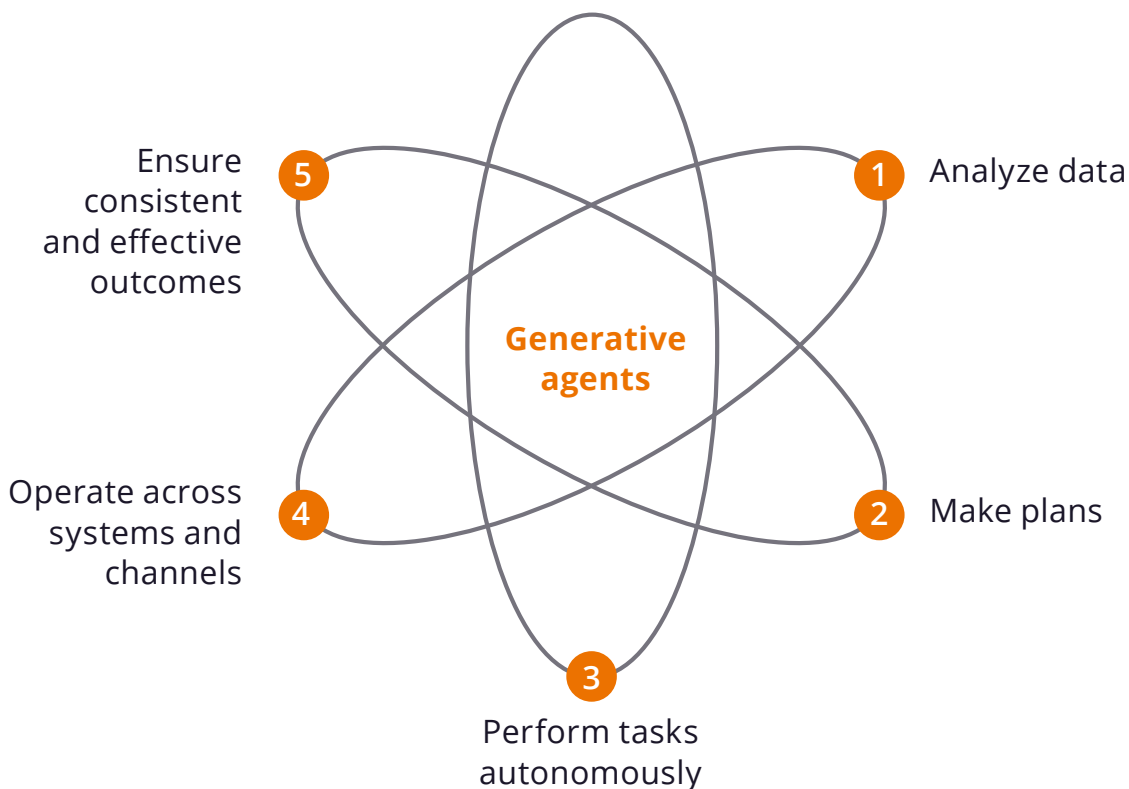 Generative
agents
1
Analyze data
2
Make plans
3
Perform tasks
autonomously
4
Operate across
systems and
channels
5
Ensure
consistent
and effective
outcomes